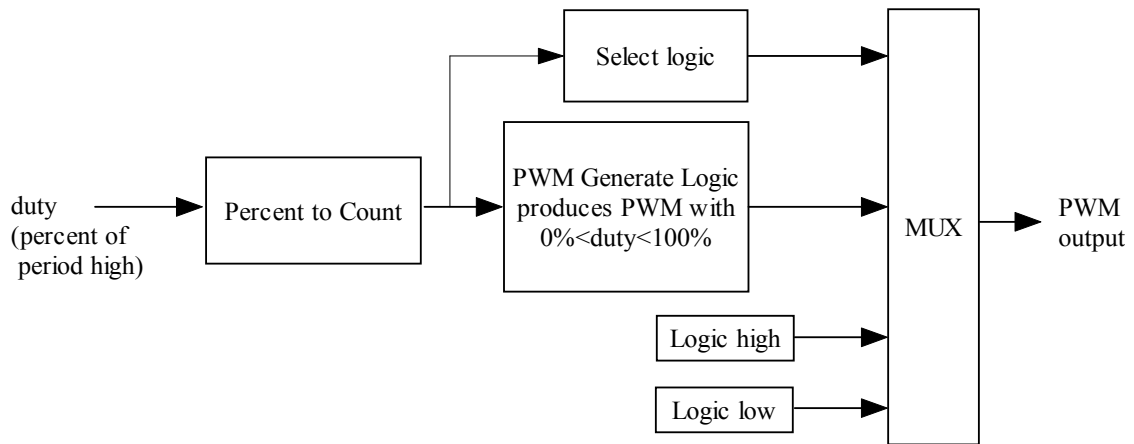 Select logic
duty
(percent of
period high)
Percent to Count
PWM Generate Logic
produces PWM with
0%<duty<100%
MUX
PWM
output
Logic high
Logic low